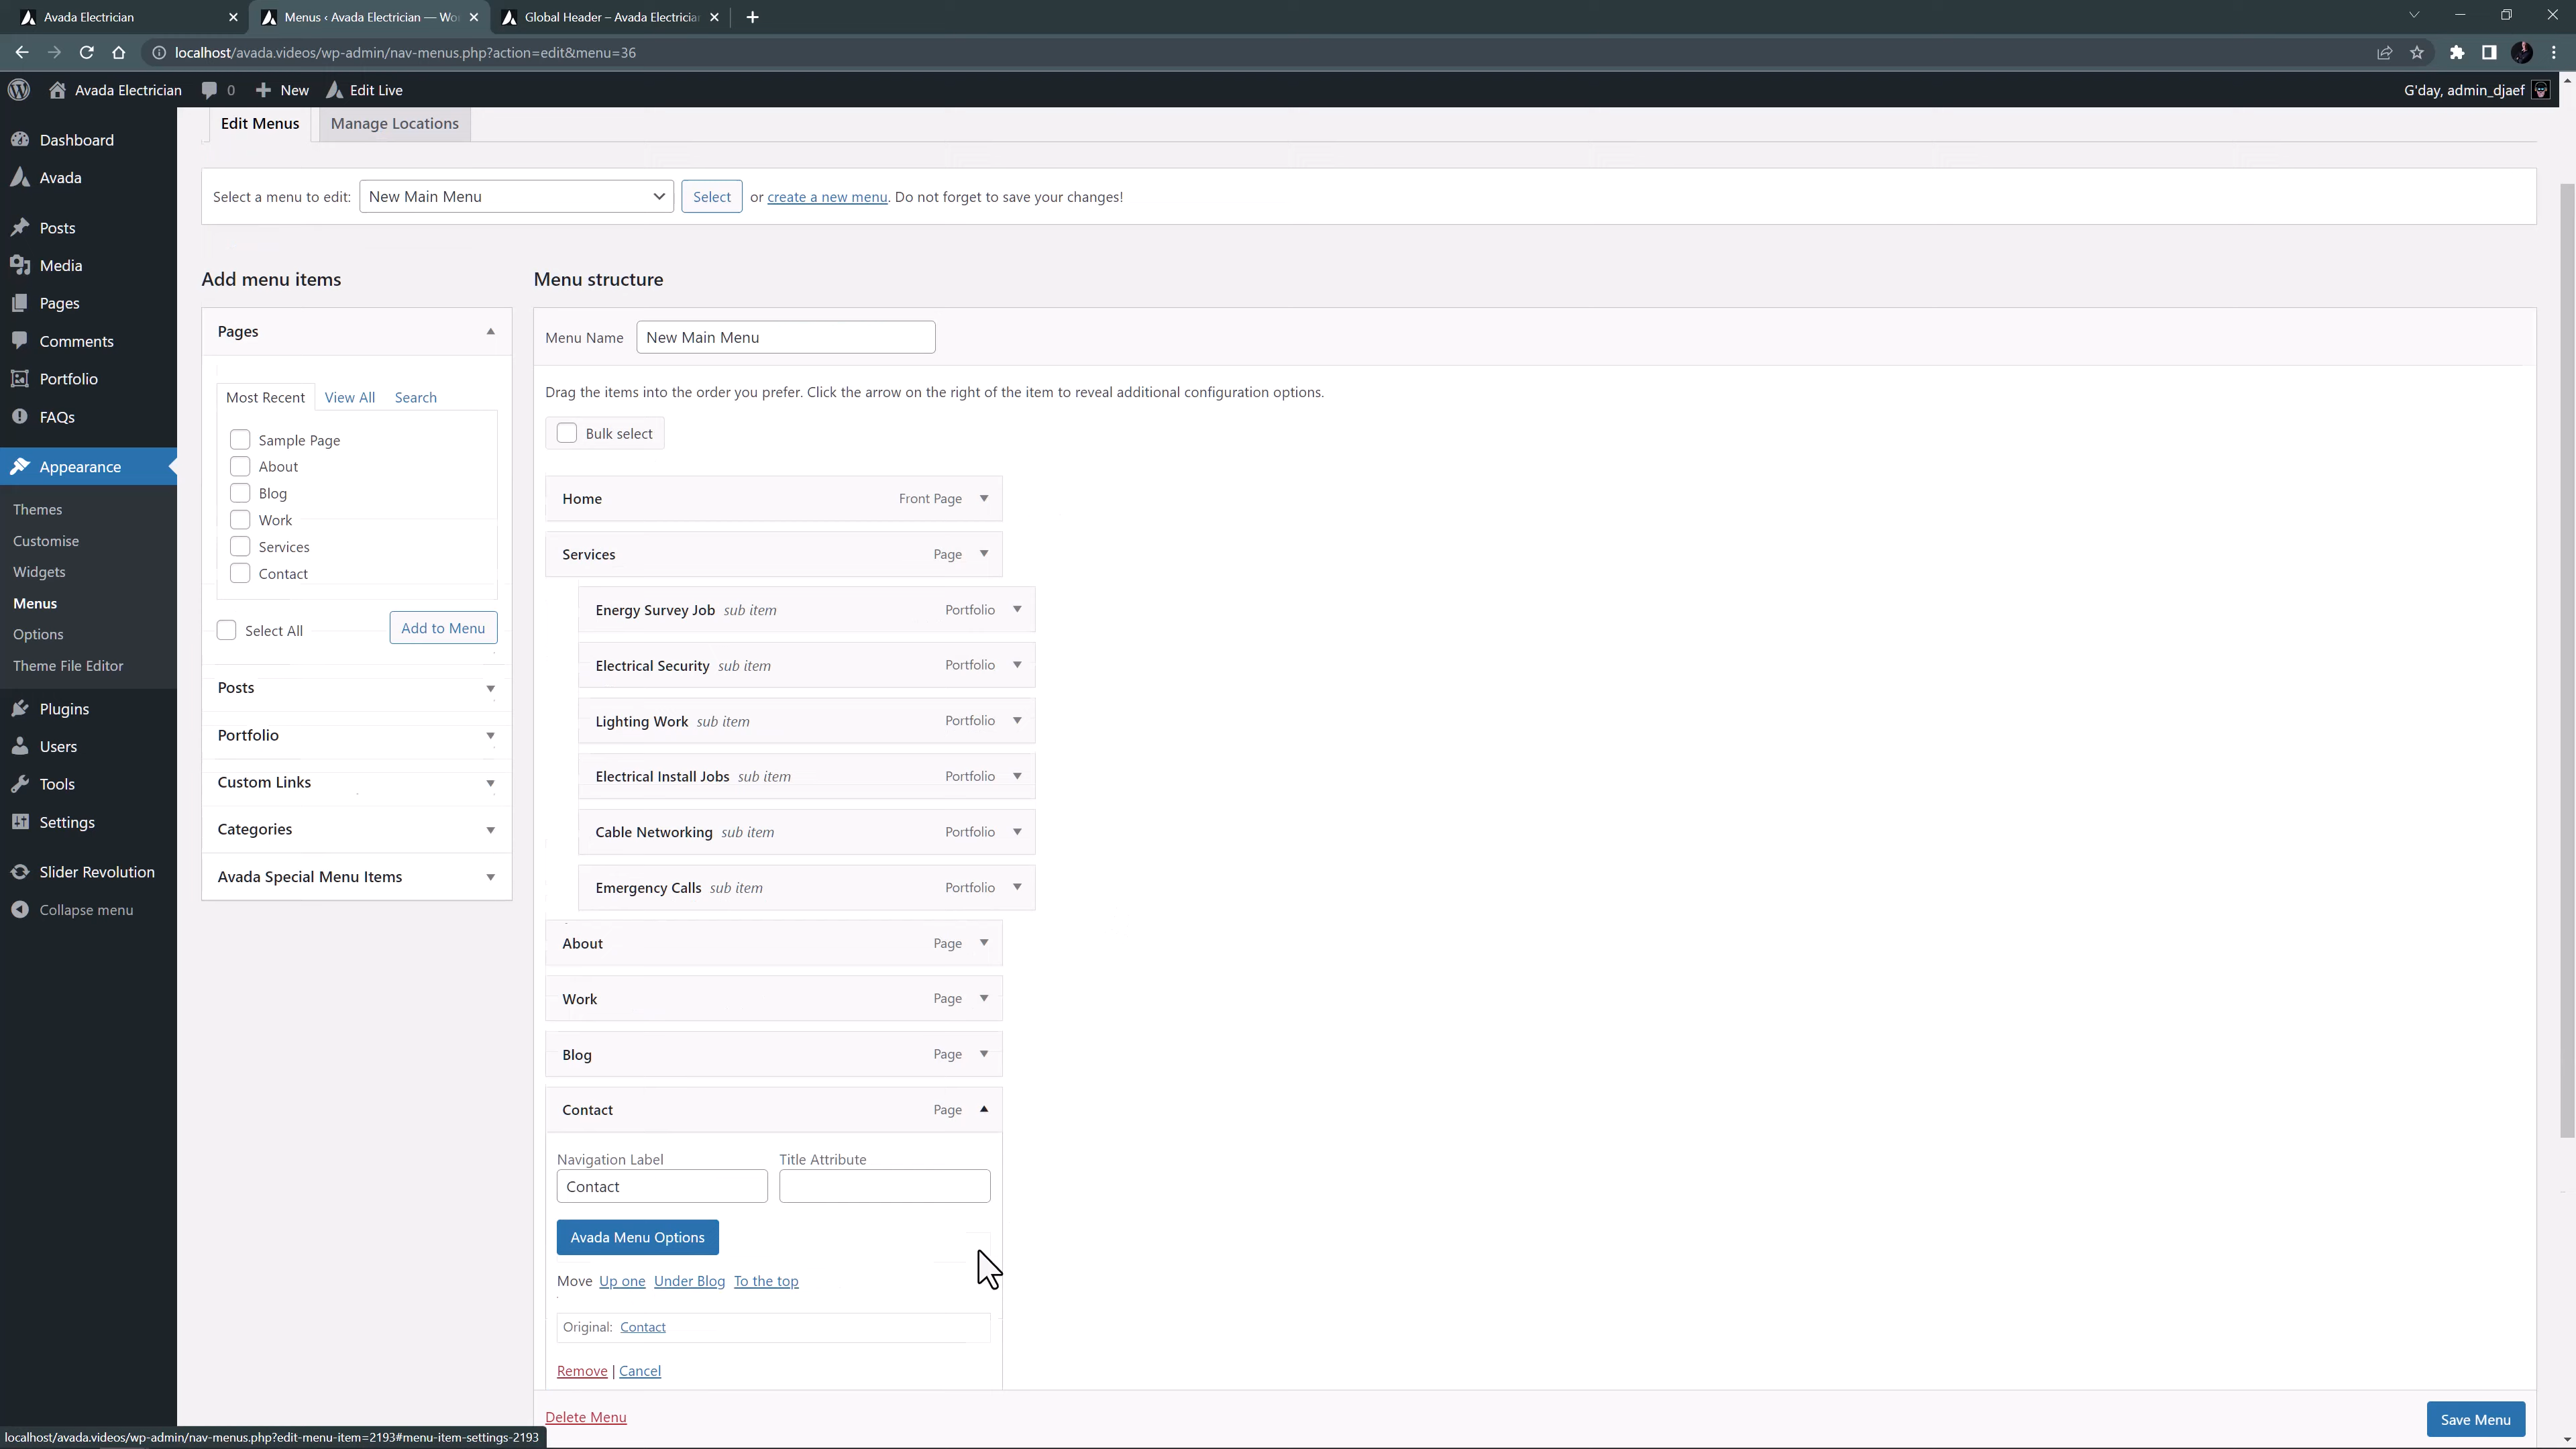 Avada Electrician
Menus ‹ Avada Electrician — Wo
Global Header – Avada Electricia
localhost/avada.videos/wp-admin/nav-menus.php?action=edit&menu=36
Avada Electrician
0
New
Edit Live
G'day, admin_djaef
Dashboard
Avada
Posts
Media
Pages
Comments
Portfolio
FAQs
Appearance
Themes
Customise
Widgets
Menus
Options
Theme File Editor
Plugins
Users
Tools
Settings
Slider Revolution
Collapse menu
Edit Menus
Manage Locations
Select a menu to edit:
New Main Menu
Select
or create a new menu. Do not forget to save your changes!
Add menu items
Pages
Most Recent
View All
Search
Sample Page
About
Blog
Work
Services
Contact
Select All
Add to Menu
Posts
Portfolio
Custom Links
Categories
Avada Special Menu Items
Menu structure
Menu Name
New Main Menu
Drag the items into the order you prefer. Click the arrow on the right of the item to reveal additional configuration options.
Bulk select
Home Front Page
Services Page
Energy Survey Job sub item Portfolio
Electrical Security sub item Portfolio
Lighting Work sub item Portfolio
Electrical Install Jobs sub item Portfolio
Cable Networking sub item Portfolio
Emergency Calls sub item Portfolio
About Page
Work Page
Blog Page
Contact Page
Navigation Label
Title Attribute
Contact
Avada Menu Options
Move Up one Under Blog To the top
Original: Contact
Remove | Cancel
Delete Menu
Save Menu
localhost/avada.videos/wp-admin/nav-menus.php?edit-menu-item=2193#menu-item-settings-2193